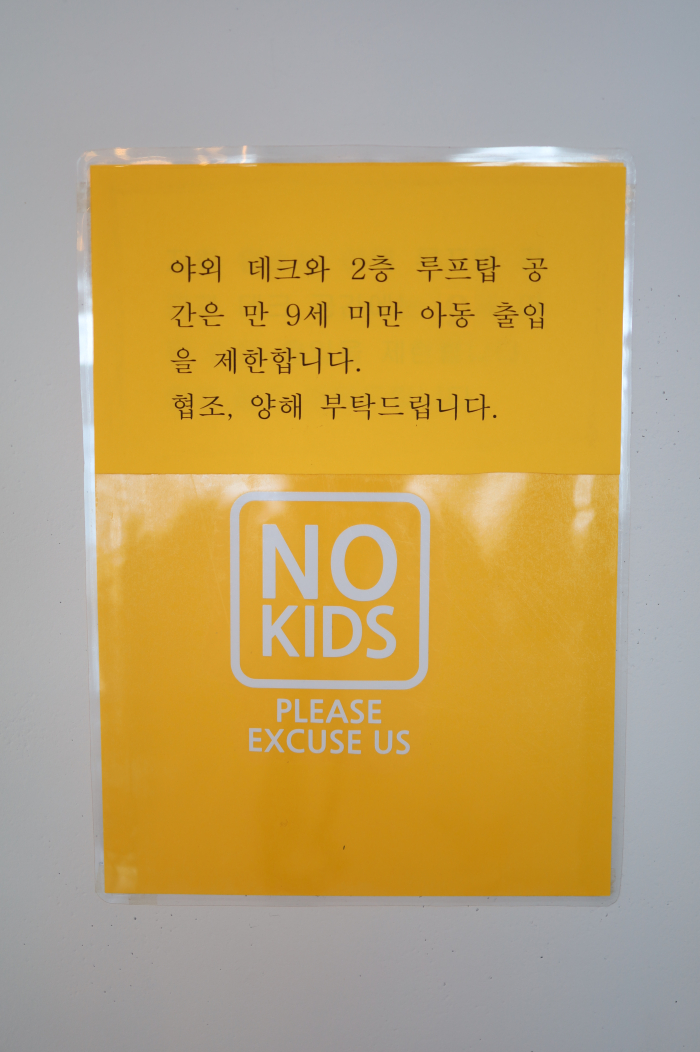 야외 데크와 2층 루프탑 공
간은 만 9세 미만 아동 출입
을 제한합니다.
협조, 양해 부탁드립니다.
NO
KIDS
PLEASE
EXCUSE US